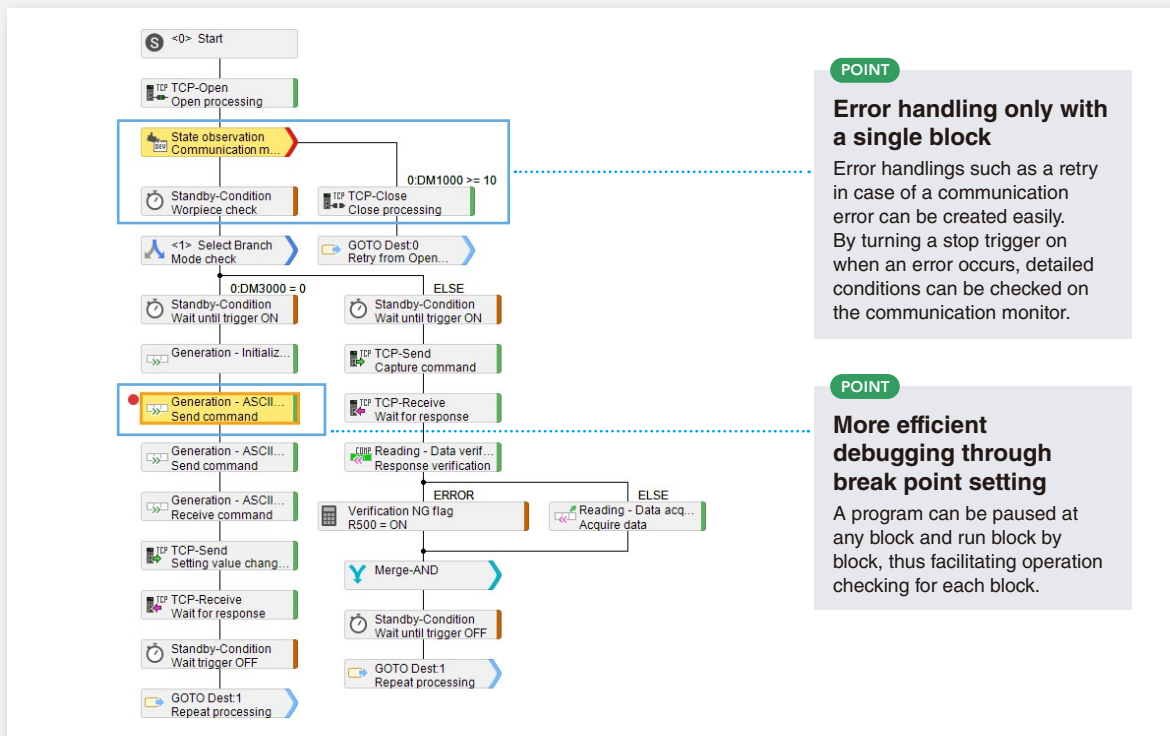 <0> Start
TCP TCP-Open
Open processing
State observation
DEV Communication m...
0:DM1000 >= 10
Standby-Condition
Worpiece check
TCP TCP-Close
Close processing
<1> Select Branch
Mode check
GOTO Dest:0
Retry from Open...
0:DM3000 = 0
ELSE
Standby-Condition
Wait until trigger ON
Generation - Initializ...
Generation - ASCII...
Send command
Generation - ASCII...
Send command
Generation - ASCII...
Receive command
TCP TCP-Send
Setting value chang...
TCP TCP-Receive
Wait for response
Standby-Condition
Wait trigger OFF
GOTO Dest:1
Repeat processing
Standby-Condition
Wait until trigger ON
TCP TCP-Send
Capture command
TCP TCP-Receive
Wait for response
COMP Reading - Data verif...
Response verification
ERROR
ELSE
Verification NG flag
R500 = ON
Reading - Data acq...
Acquire data
Merge-AND
Standby-Condition
Wait until trigger OFF
GOTO Dest:1
Repeat processing
POINT
Error handling only with
a single block
Error handlings such as a retry
in case of a communication
error can be created easily.
By turning a stop trigger on
when an error occurs, detailed
conditions can be checked on
the communication monitor.
POINT
More efficient
debugging through
break point setting
A program can be paused at
any block and run block by
block, thus facilitating operation
checking for each block.